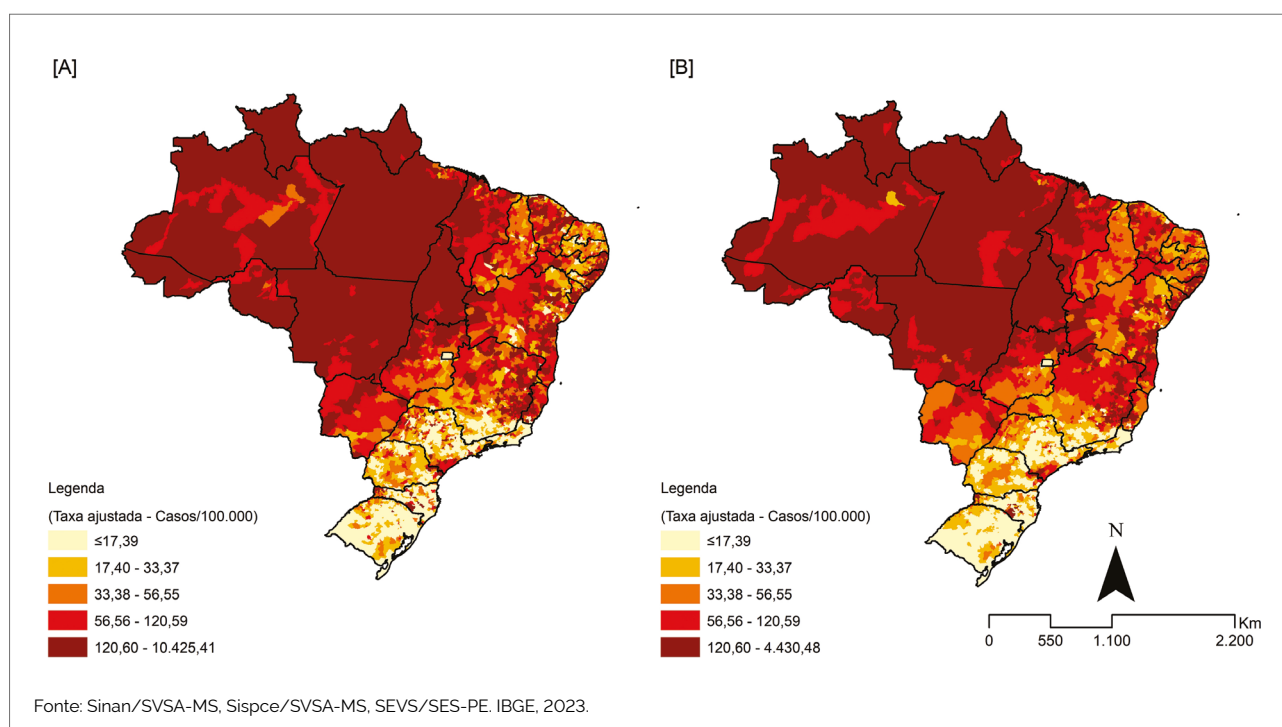 [A]
Legenda
(Taxa ajustada - Casos/100.000)
≤17,39
17,40 - 33,37
33,38 - 56,55
56,56 - 120,59
120,60 - 10.425,41
[B]
Legenda
(Taxa ajustada - Casos/100.000)
≤17,39
17,40 - 33,37
33,38 - 56,55
56,56 - 120,59
120,60 - 4.430,48
N
Km
0 550 1.100 2.200
Fonte: Sinan/SVSA-MS, Sispce/SVSA-MS, SEVS/SES-PE. IBGE, 2023.